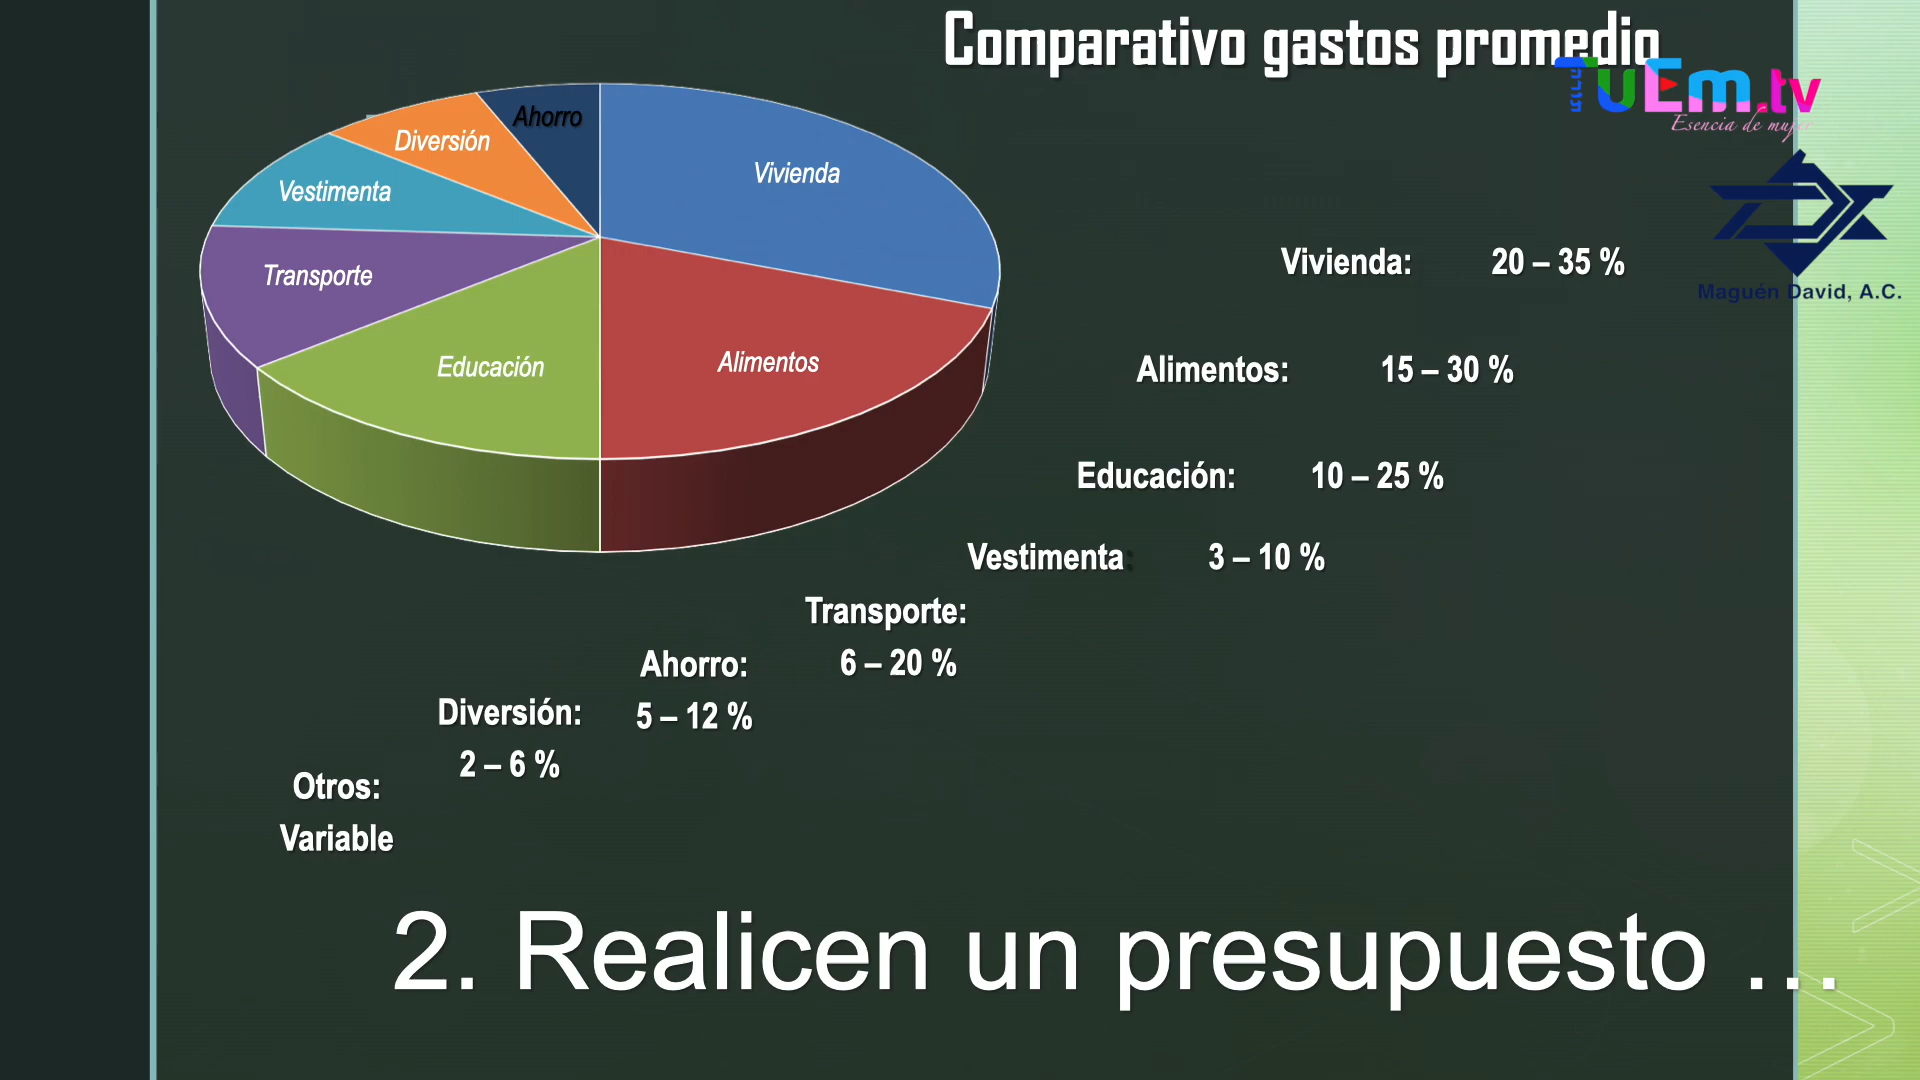 Comparativo gastos promedio
TuEm.tv
תורה
Esencia de mujer
Maguén David, A.C.
Ahorro
Diversión
Vivienda
Vestimenta
Transporte
Educación
Alimentos
Vivienda: 20 – 35 %
Alimentos: 15 – 30 %
Educación: 10 – 25 %
Vestimenta: 3 – 10 %
Transporte:
6 – 20 %
Ahorro:
5 – 12 %
Diversión:
2 – 6 %
Otros:
Variable
2. Realicen un presupuesto …